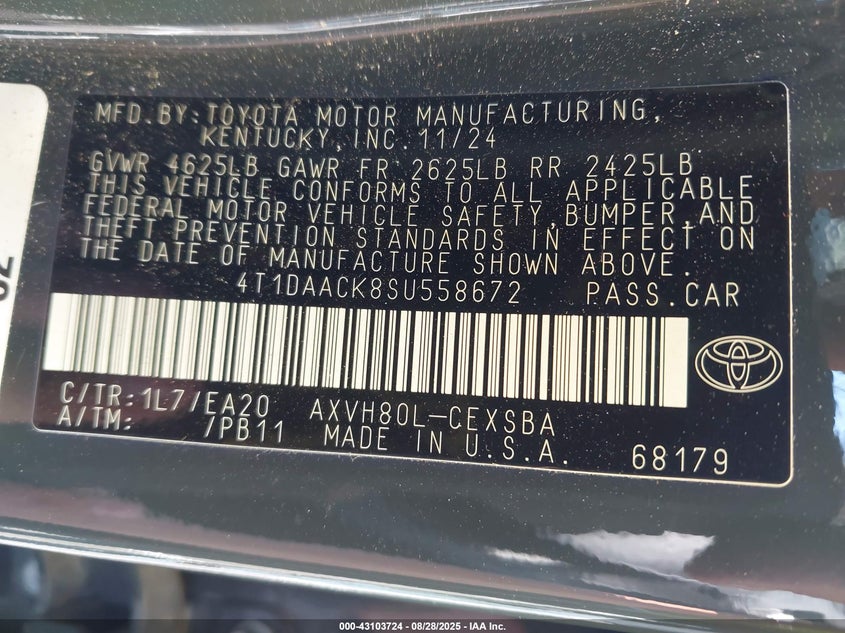 MFD.BY:TOYOTA MOTOR MANUFACTURING,
KENTUCKY,INC. 11/24
GVWR 4625LB GAWR FR 2625LB RR 2425LB
THIS VEHICLE CONFORMS TO ALL APPLICABLE
FEDERAL MOTOR VEHICLE SAFETY,BUMPER,AND
THEFT PREVENTION STANDARDS IN EFFECT ON
THE DATE OF MANUFACTURE SHOWN ABOVE.
4T1DAACK8SU558672 PASS.CAR
C/TR:1L7/EA20 AXVH80L-CEXSBA
A/TM: /PB11 MADE IN U.S.A. 68179
000-43103724 | 08/28/2025 - IAA Inc.